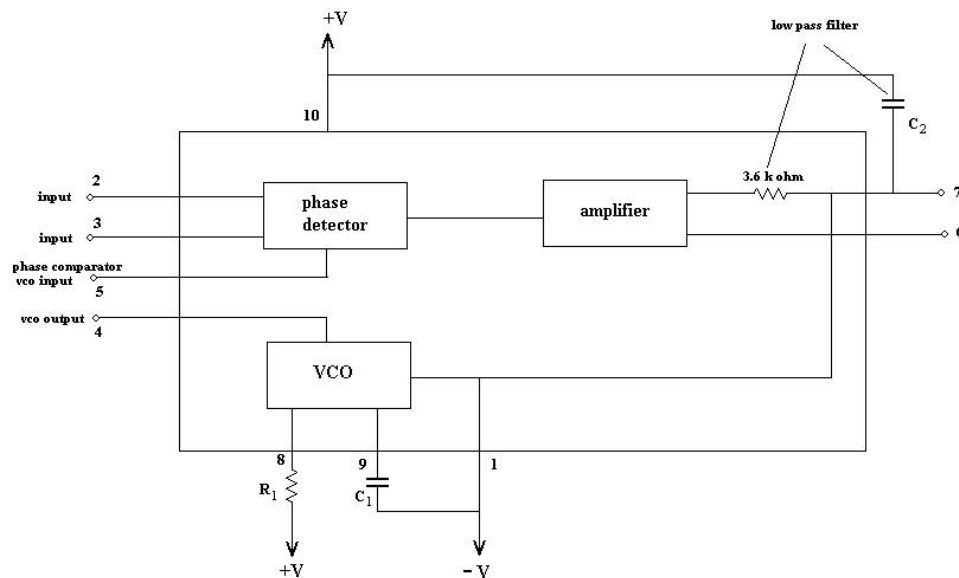 +V
low pass filter
10
C2
2
input
3
input
phase detector
amplifier
3.6 k ohm
7
6
phase comparator
vco input
5
vco output
4
VCO
8
9
1
R1
C1
+V
- V